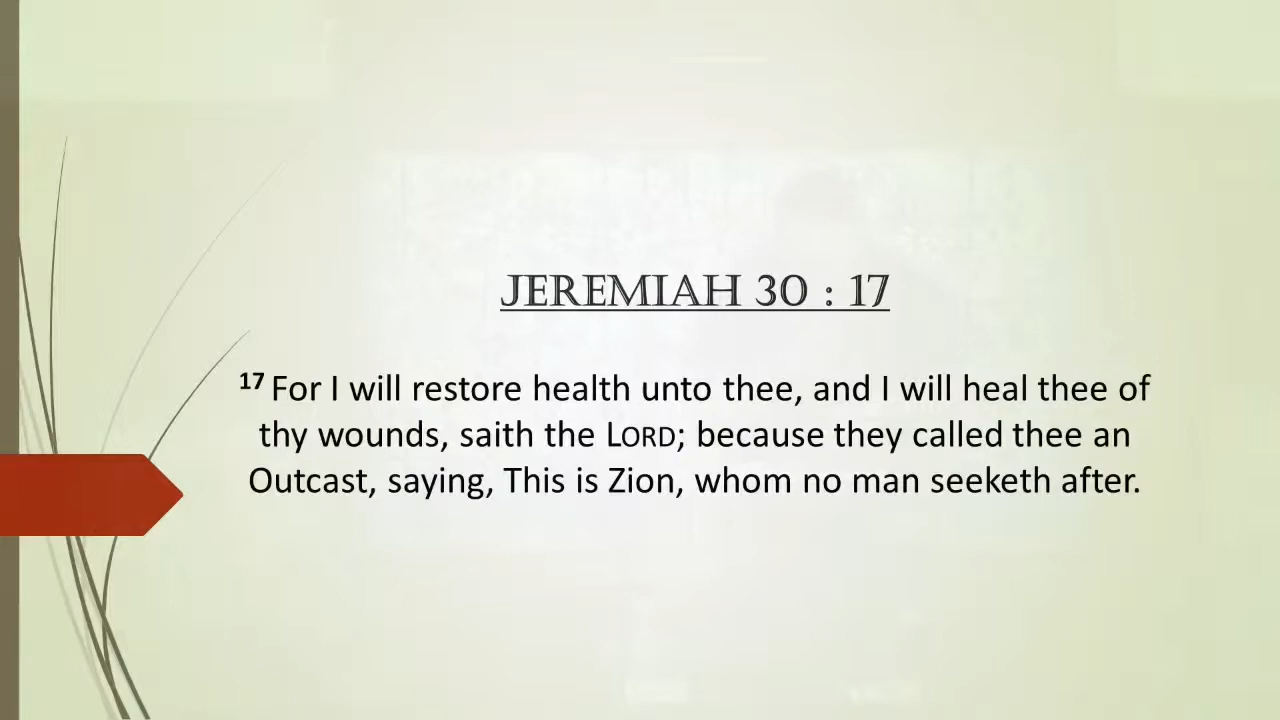 JEREMIAH 30 : 17
17 For I will restore health unto thee, and I will heal thee of
thy wounds, saith the LORD; because they called thee an
Outcast, saying, This is Zion, whom no man seeketh after.